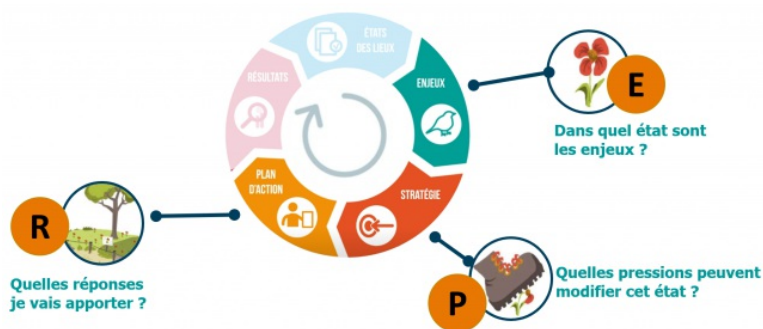 ÉTATS
DES LIEUX
ENJEUX
STRATÉGIE
PLAN
D'ACTION
RÉSULTATS
E
Dans quel état sont
les enjeux ?
P
Quelles pressions peuvent
modifier cet état ?
R
Quelles réponses
je vais apporter ?